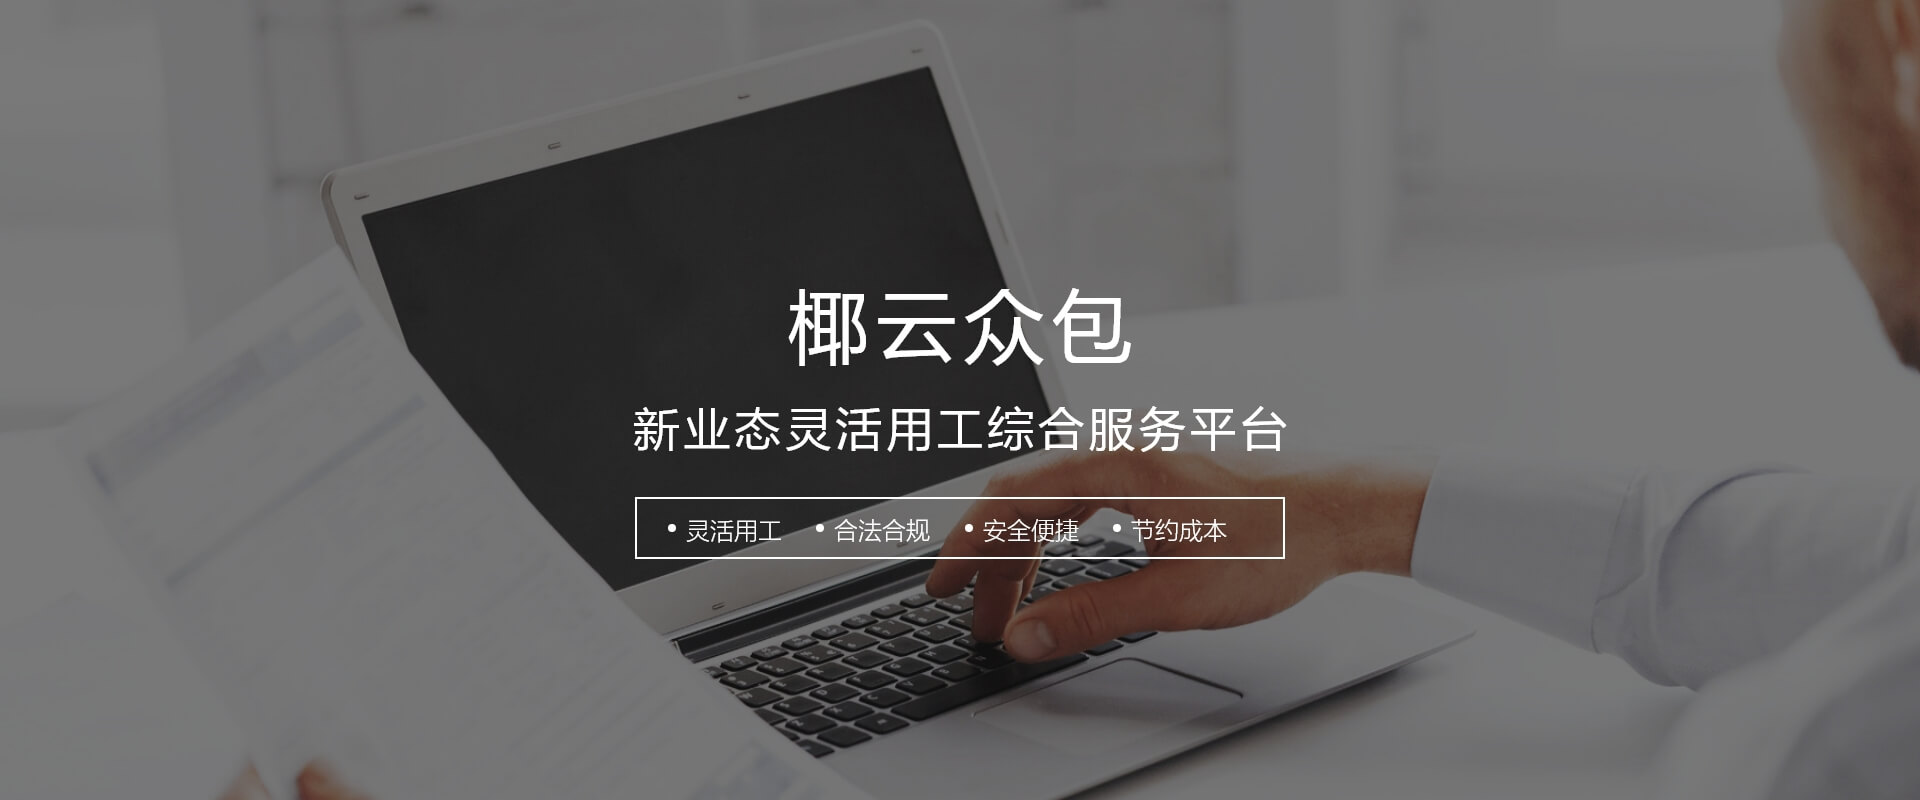 椰云众包
新业态灵活用工综合服务平台
• 灵活用工 • 合法合规 • 安全便捷 • 节约成本